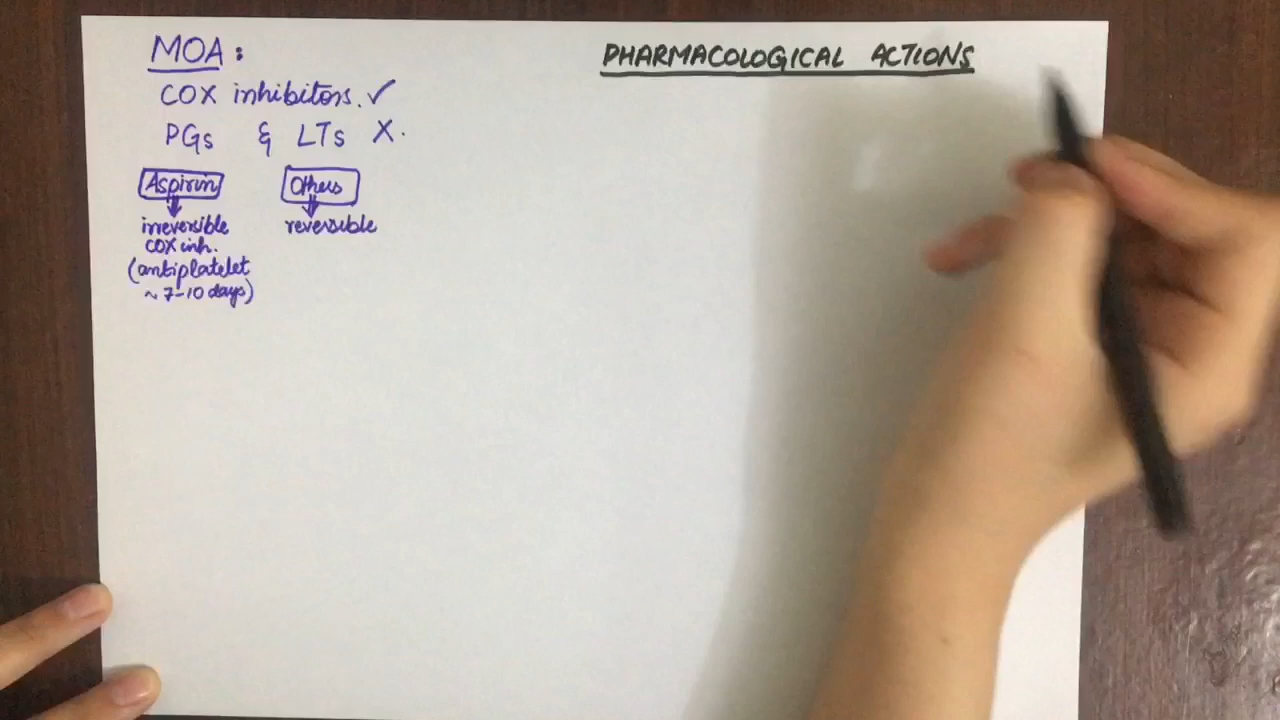 MOA:
COX inhibitors. ✓
PGs & LTs X.
Aspirin
irreversible
COX inh.
(antiplatelet
~ 7-10 days)
Others
reversible
PHARMACOLOGICAL ACTIONS